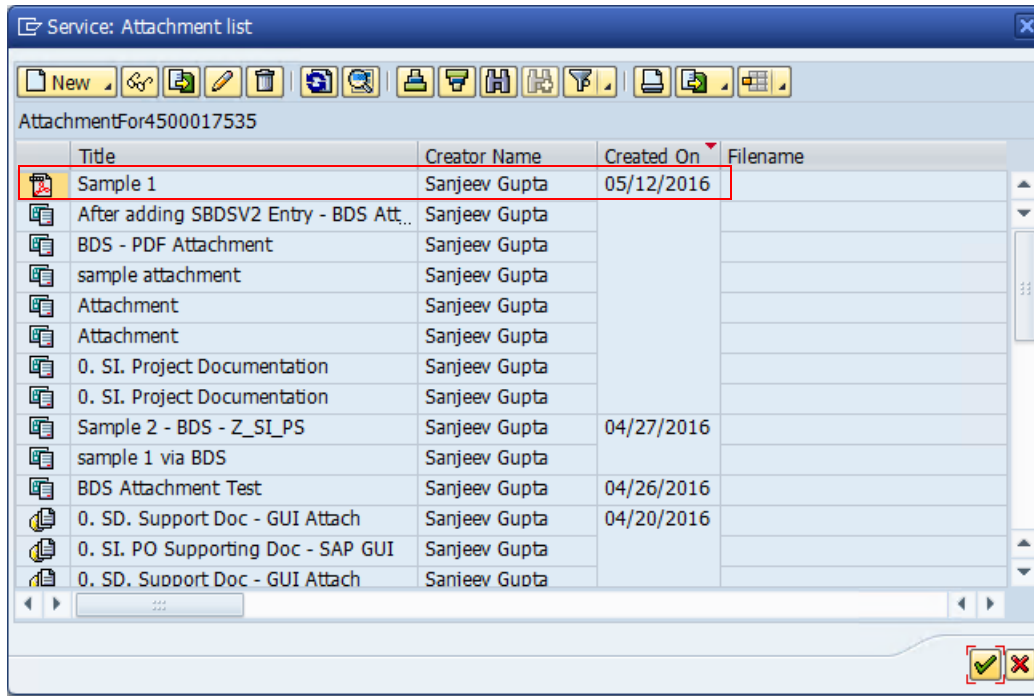 Service: Attachment list
New
AttachmentFor4500017535
Title Creator Name Created On Filename
Sample 1 Sanjeev Gupta 05/12/2016
After adding SBDSV2 Entry - BDS Att... Sanjeev Gupta
BDS - PDF Attachment Sanjeev Gupta
sample attachment Sanjeev Gupta
Attachment Sanjeev Gupta
Attachment Sanjeev Gupta
0. SI. Project Documentation Sanjeev Gupta
0. SI. Project Documentation Sanjeev Gupta
Sample 2 - BDS - Z_SI_PS Sanjeev Gupta 04/27/2016
sample 1 via BDS Sanjeev Gupta
BDS Attachment Test Sanjeev Gupta 04/26/2016
0. SD. Support Doc - GUI Attach Sanjeev Gupta 04/20/2016
0. SI. PO Supporting Doc - SAP GUI Sanjeev Gupta
0. SD. Support Doc - GUI Attach Sanjeev Gupta